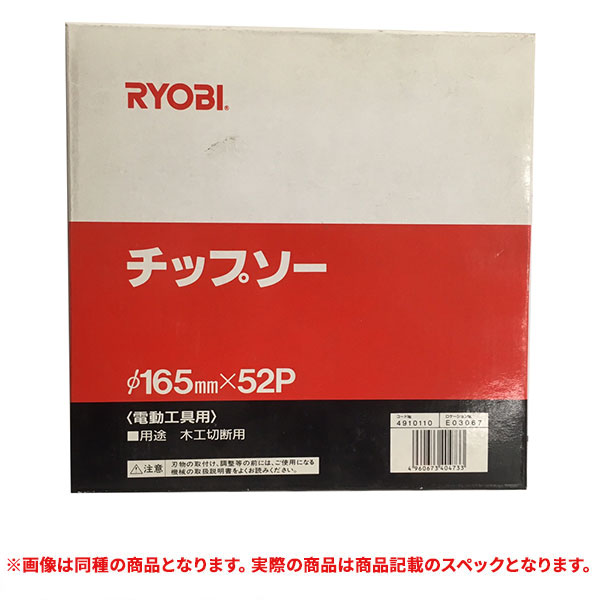 RYOBI®
チップソー
φ165mm×52P
〈電動工具用〉
■用途 木工切断用
コード№ ロケーション№
4910110 E03067
⚠注意 刃物の取付け、調整等の前には、ご使用になる
機械の取扱説明書をよくお読みください。
4960673404733
※画像は同種の商品となります。実際の商品は商品記載のスペックとなります。